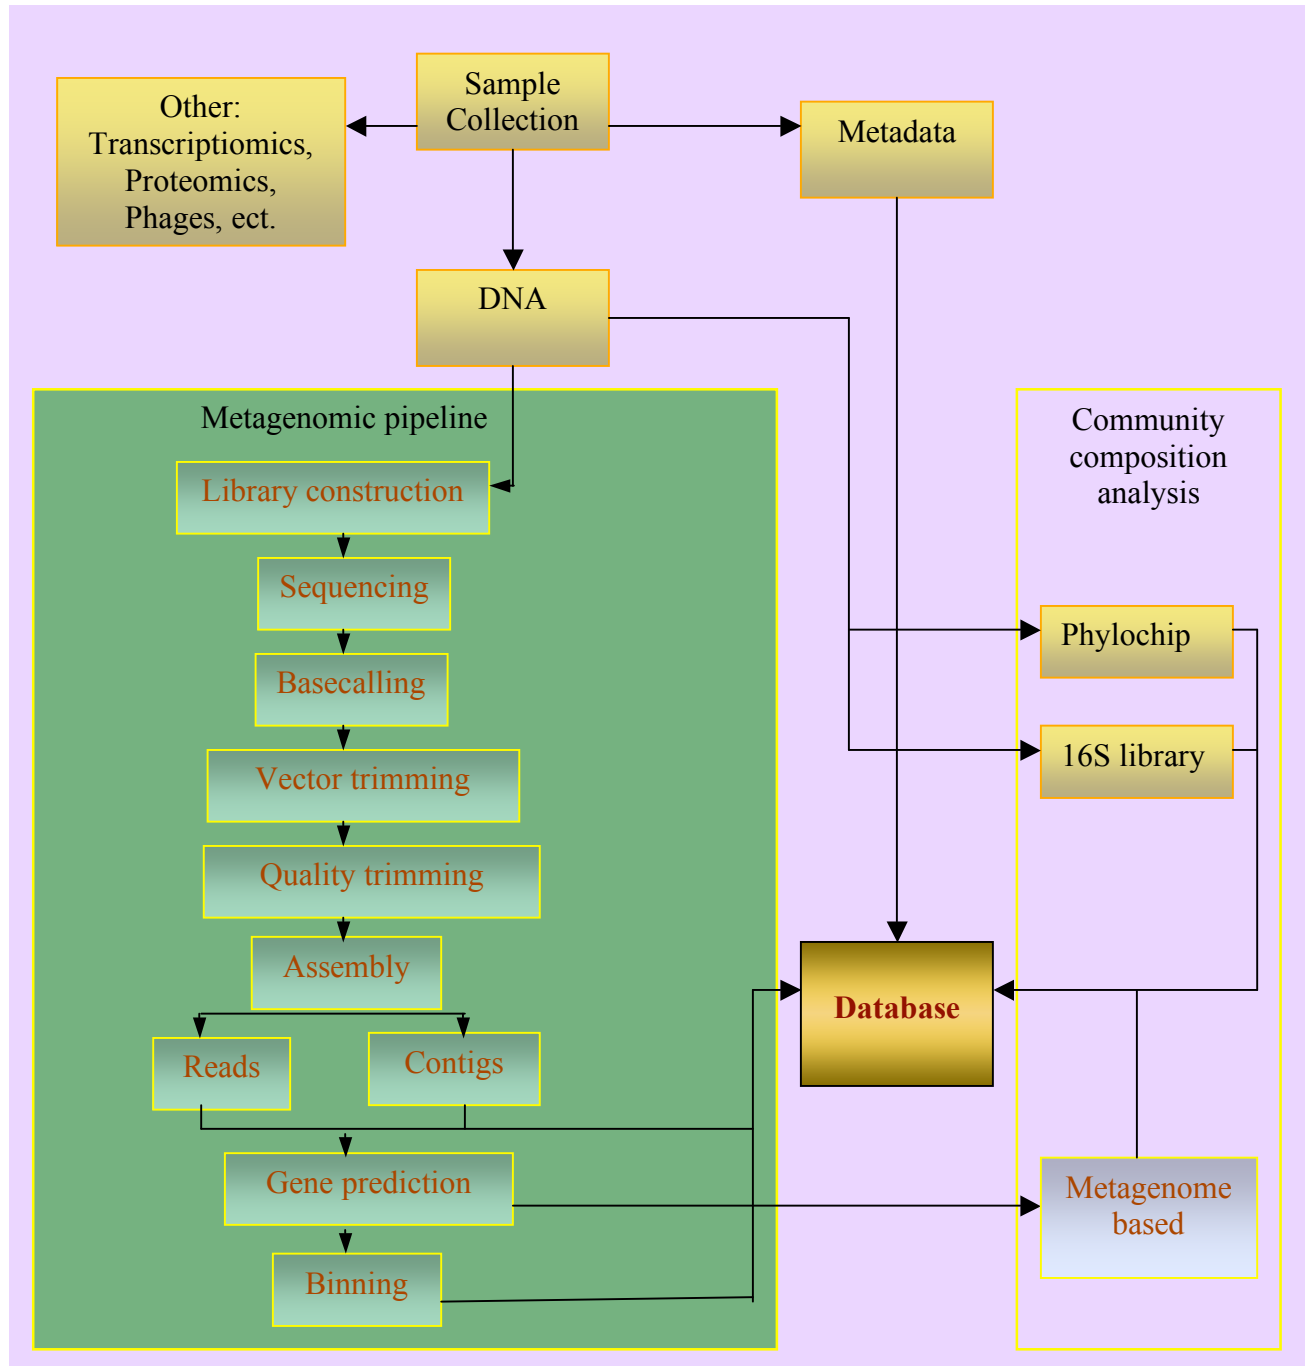 Sample
Collection
Other:
Transcriptiomics,
Proteomics,
Phages, ect.
Metadata
DNA
Metagenomic pipeline
Library construction
Sequencing
Basecalling
Vector trimming
Quality trimming
Assembly
Reads
Contigs
Gene prediction
Binning
Database
Community
composition
analysis
Phylochip
16S library
Metagenome
based